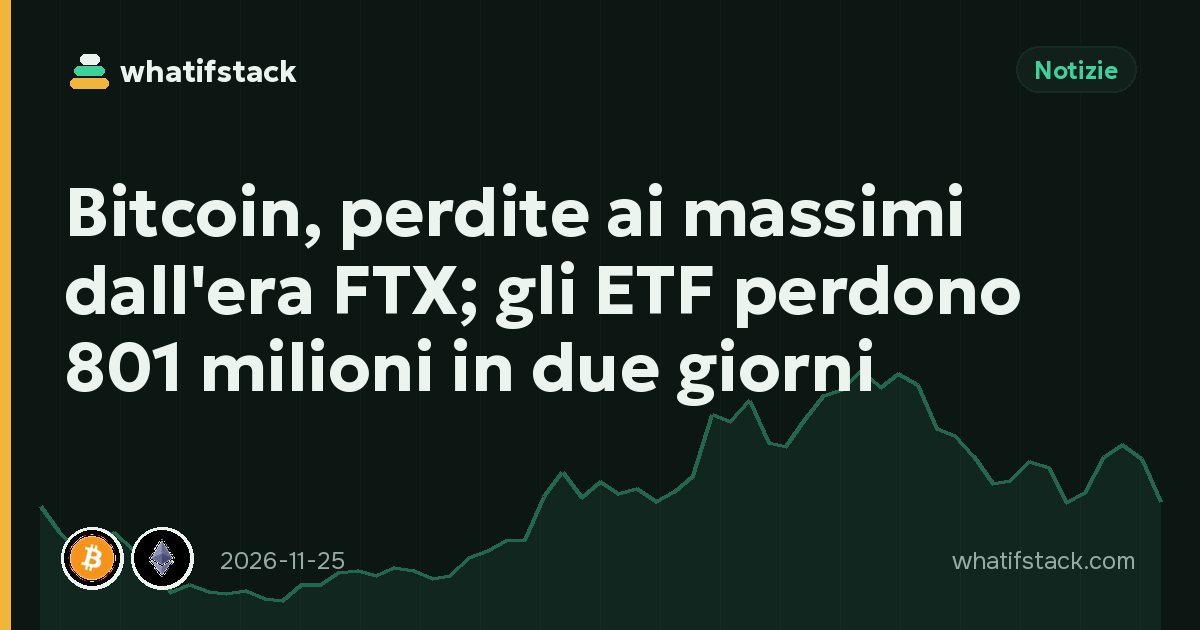 whatifstack
Notizie
Bitcoin, perdite ai massimi
dall'era FTX; gli ETF perdono
801 milioni in due giorni
2026-11-25
whatifstack.com